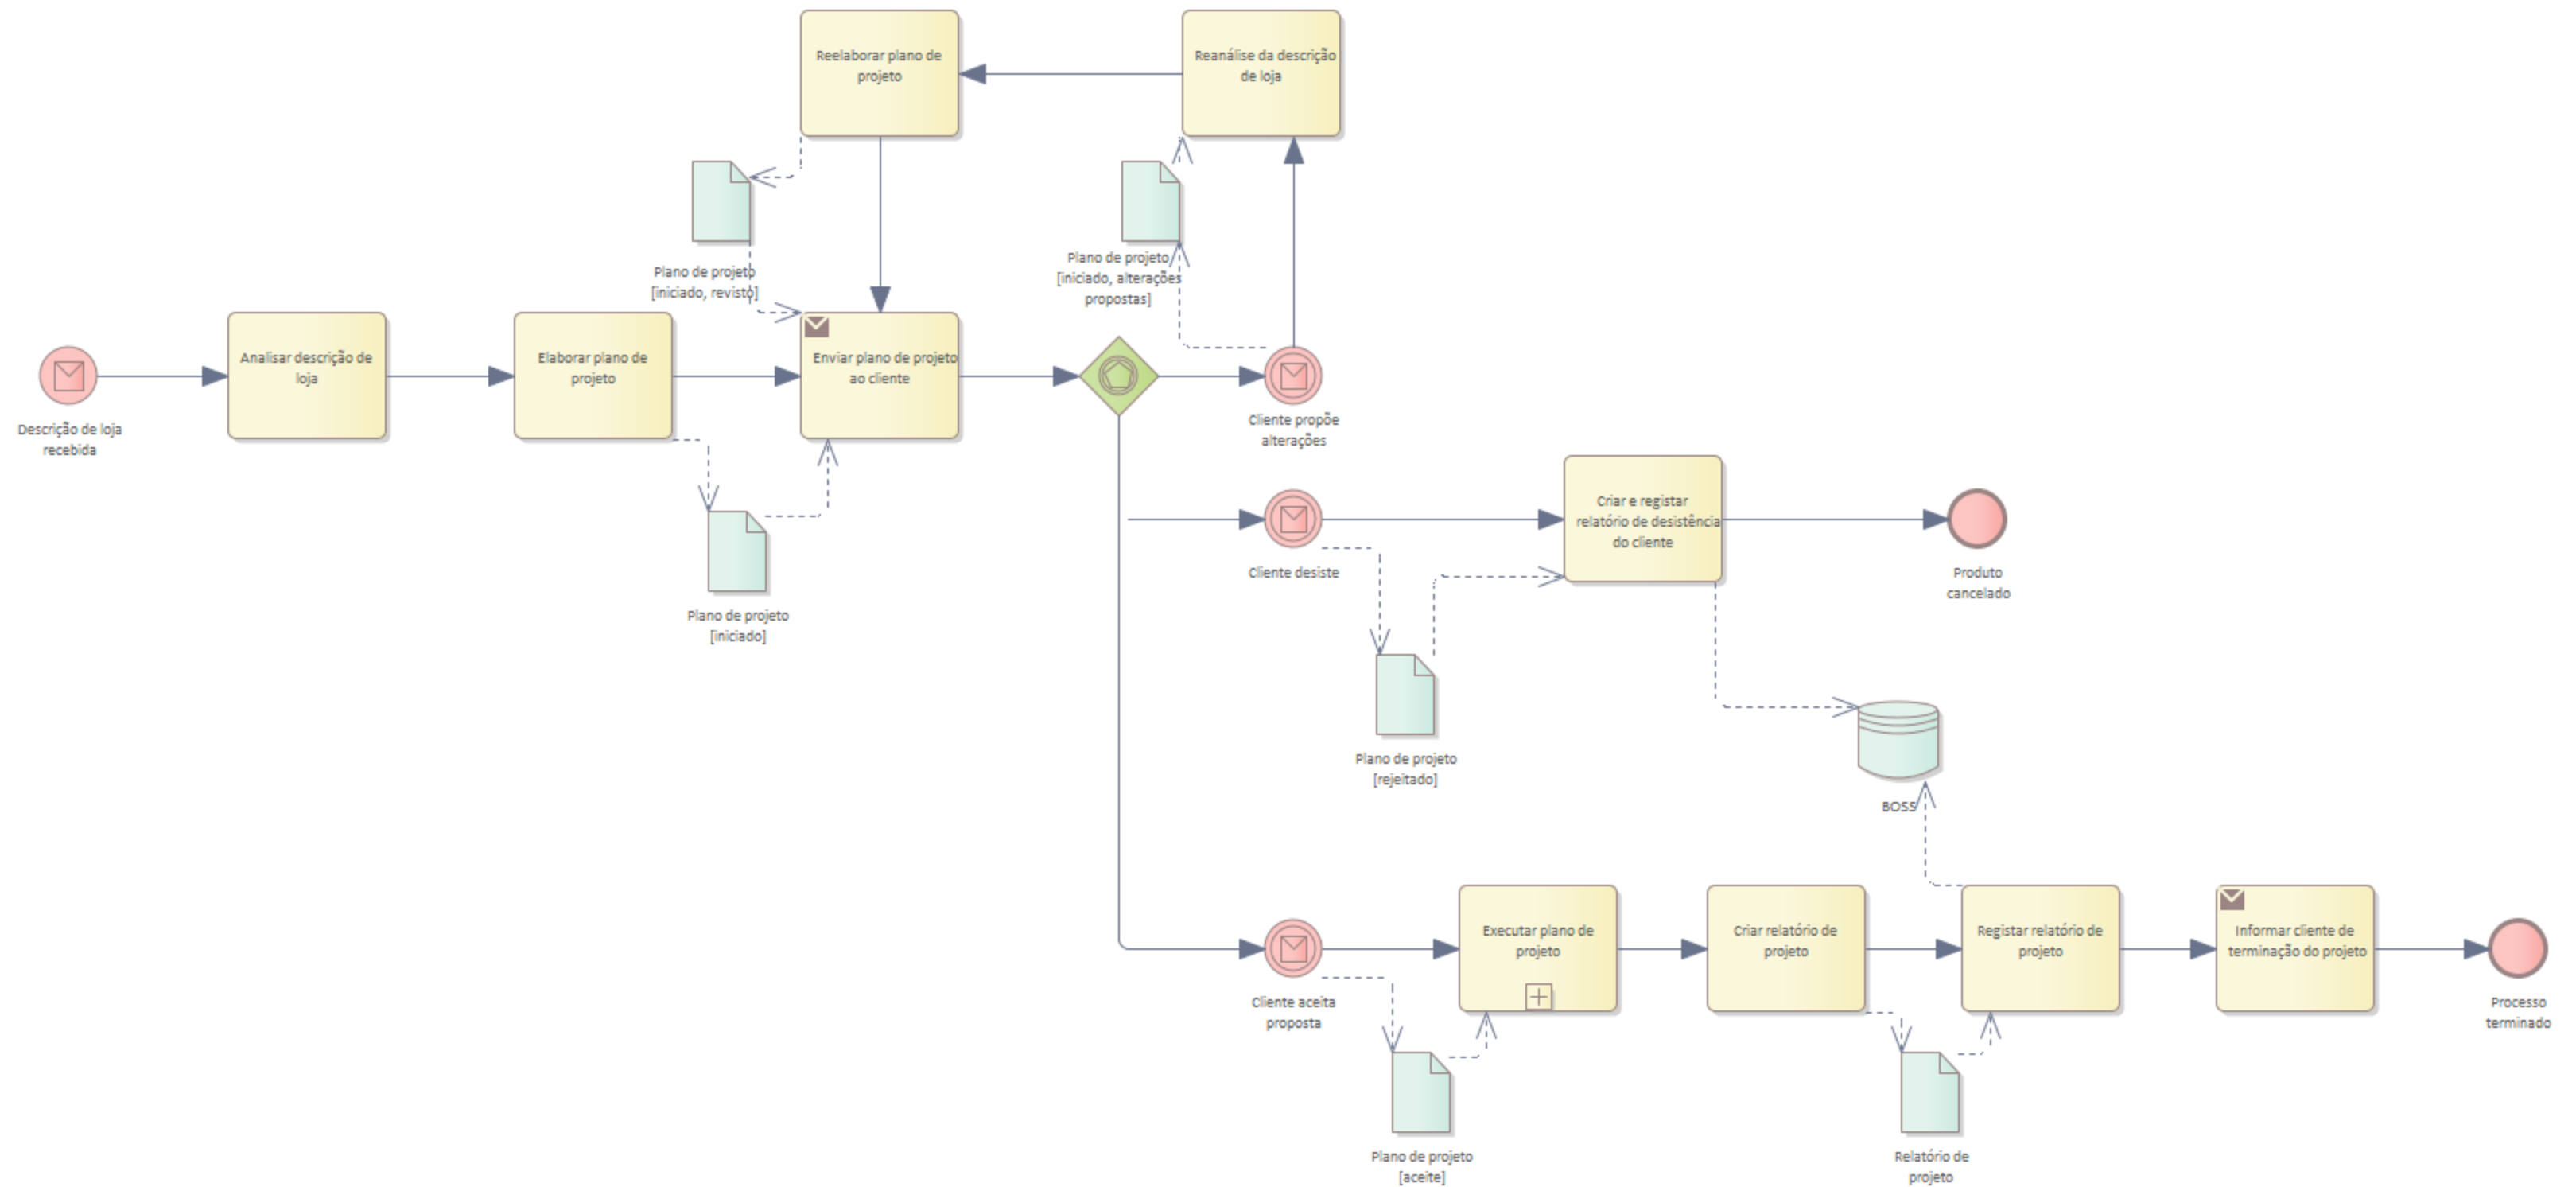 Reelaborar plano de
projeto
Reanálise da descrição
de loja
Plano de projeto
[iniciado, revisto]
Plano de projeto
[iniciado, alterações
propostas]
Descrição de loja
recebida
Analisar descrição de
loja
Elaborar plano de
projeto
Enviar plano de projeto
ao cliente
Cliente propõe
alterações
Plano de projeto
[iniciado]
Cliente desiste
Criar e registar
relatório de desistência
do cliente
Produto
cancelado
Plano de projeto
[rejeitado]
BOSS
Cliente aceita
proposta
Executar plano de
projeto
Criar relatório de
projeto
Registar relatório de
projeto
Informar cliente de
terminação do projeto
Processo
terminado
Plano de projeto
[aceite]
Relatório de
projeto